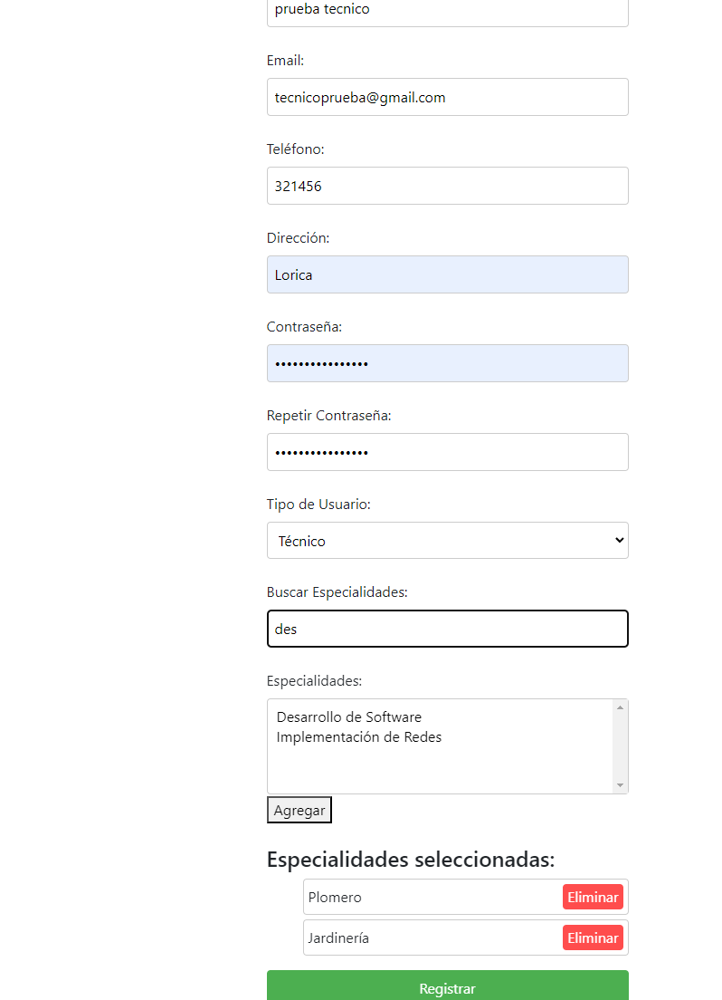 prueba tecnico
Email:
tecnicoprueba@gmail.com
Teléfono:
321456
Dirección:
Lorica
Contraseña:
••••••••••••••••
Repetir Contraseña:
••••••••••••••••
Tipo de Usuario:
Técnico
Buscar Especialidades:
des
Especialidades:
Desarrollo de Software
Implementación de Redes
Agregar
Especialidades seleccionadas:
Plomero Eliminar
Jardinería Eliminar
Registrar